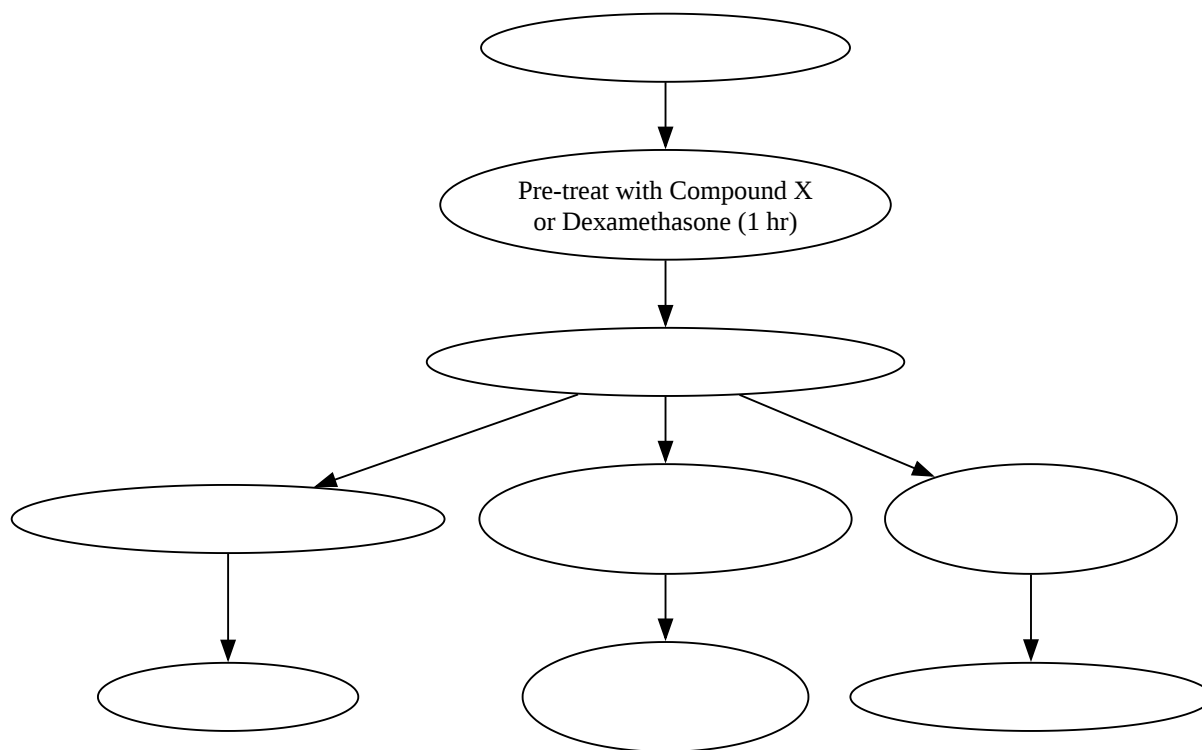 Pre-treat with Compound X
or Dexamethasone (1 hr)